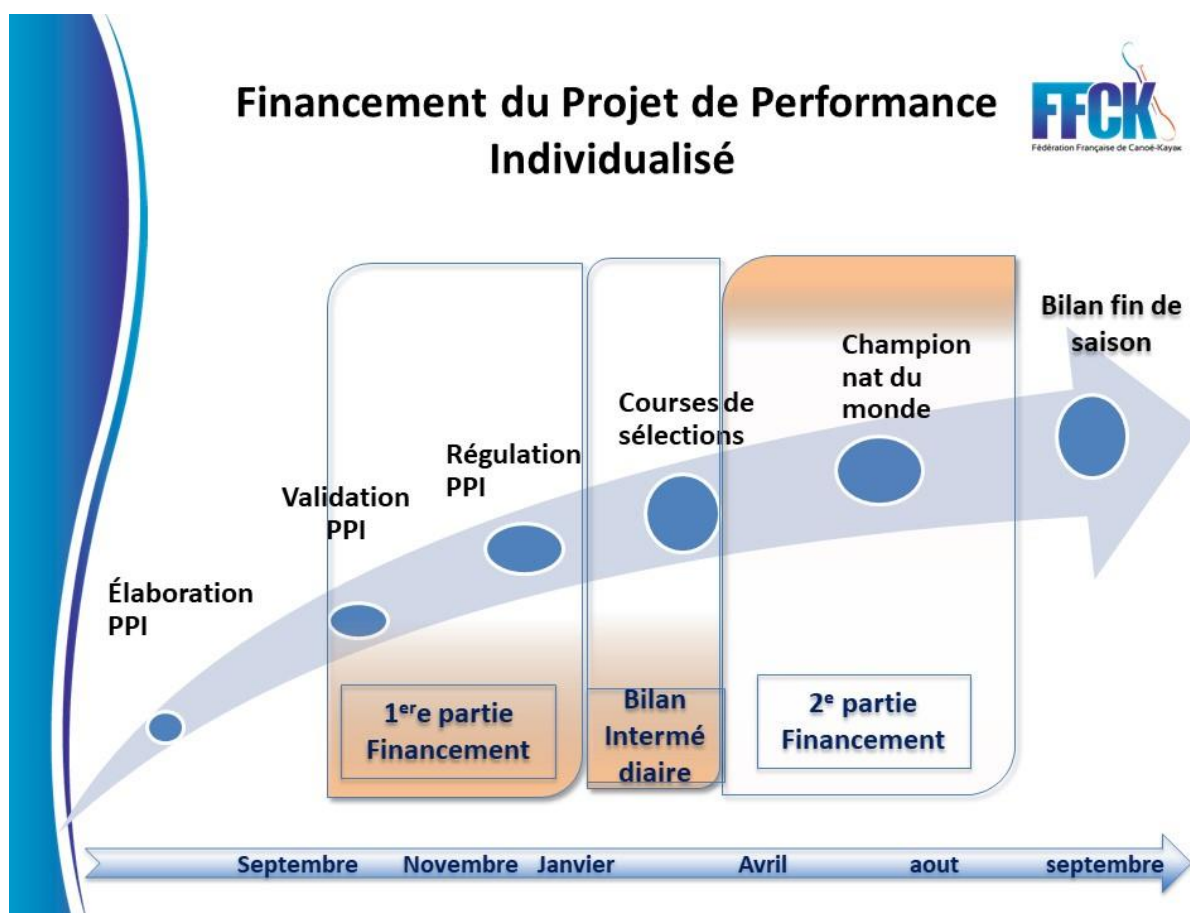 Financement du Projet de Performance
Individualisé
FFCK
Fédération Française de Canoé-Kayak
Élaboration
PPI
Validation
PPI
Régulation
PPI
Courses de
sélections
Champion
nat du
monde
Bilan fin de
saison
1ere partie
Financement
Bilan
Intermé
diaire
2e partie
Financement
Septembre Novembre Janvier Avril aout septembre